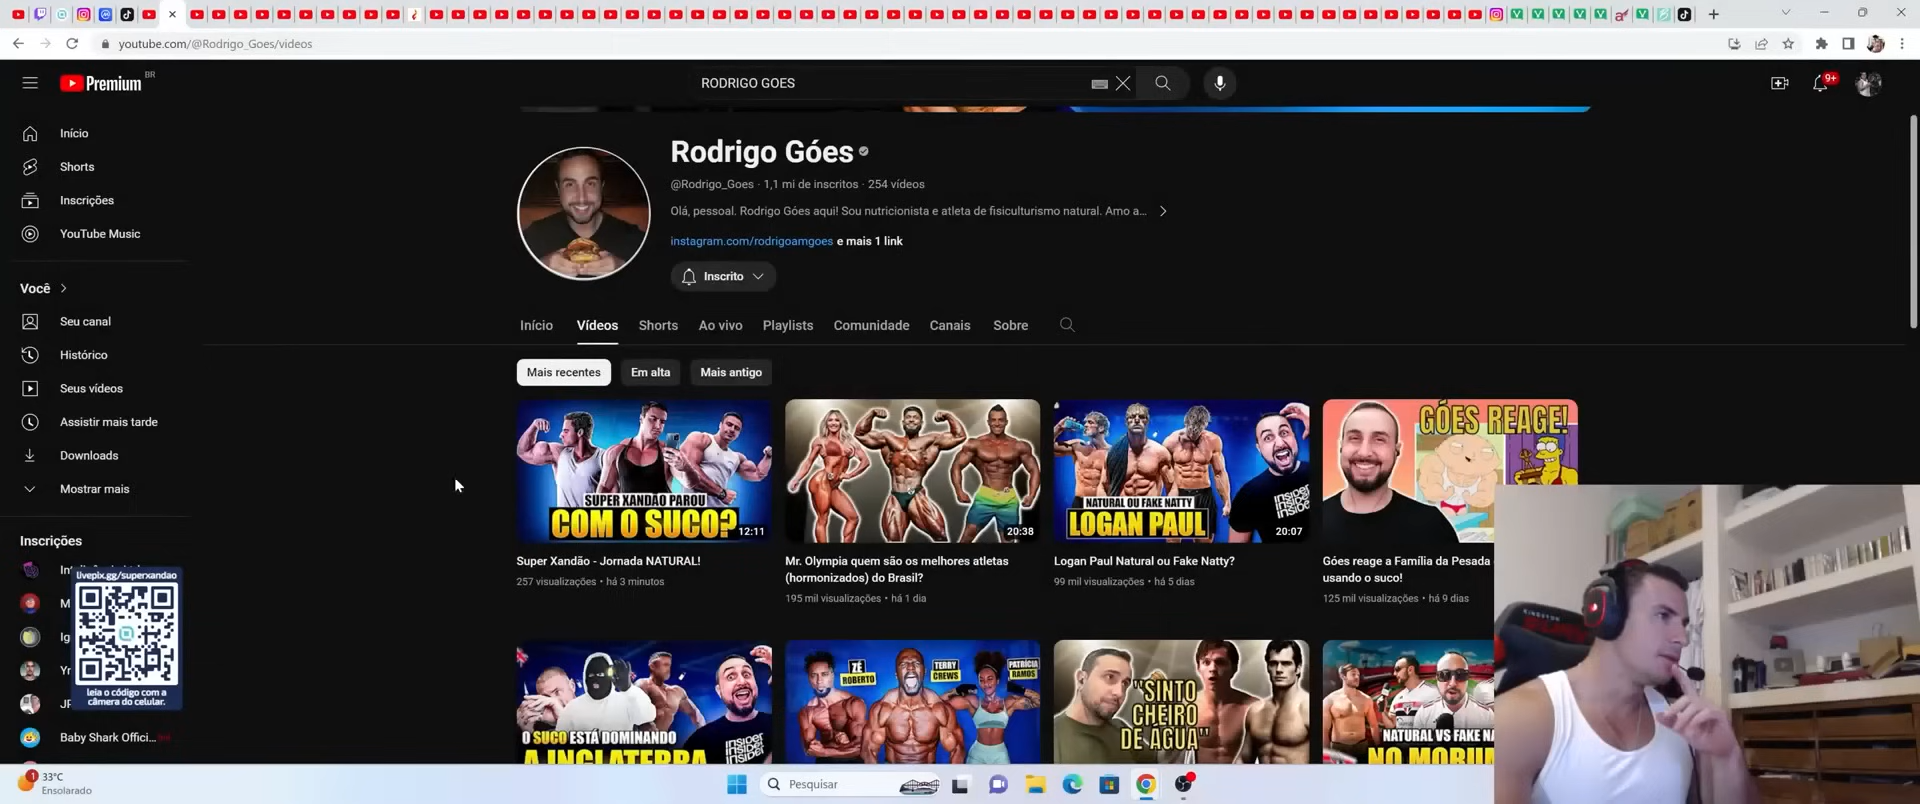 youtube.com/@Rodrigo_Goes/videos
Premium BR
RODRIGO GOES
9+
Início
Shorts
Inscrições
YouTube Music
Você
Seu canal
Histórico
Seus vídeos
Assistir mais tarde
Downloads
Mostrar mais
Inscrições
Baby Shark Offici...
livepix.gg/superxandao
leia o código com a
câmera do celular.
Rodrigo Góes
@Rodrigo_Goes · 1,1 mi de inscritos · 254 vídeos
Olá, pessoal. Rodrigo Góes aqui! Sou nutricionista e atleta de fisiculturismo natural. Amo a...
instagram.com/rodrigoamgoes e mais 1 link
Inscrito
Início Vídeos Shorts Ao vivo Playlists Comunidade Canais Sobre
Mais recentes Em alta Mais antigo
SUPER XANDÃO PAROU
COM O SUCO?
12:11
Super Xandão - Jornada NATURAL!
257 visualizações • há 3 minutos
20:38
Mr. Olympia quem são os melhores atletas
(hormonizados) do Brasil?
195 mil visualizações • há 1 dia
NATURAL OU FAKE NATTY
LOGAN PAUL
INSIDER
20:07
Logan Paul Natural ou Fake Natty?
99 mil visualizações • há 5 dias
GÓES REAGE!
Góes reage a Família da Pesada
usando o suco!
125 mil visualizações • há 9 dias
O SUCO ESTÁ DOMINANDO
A INGLATERRA
ZÉ
ROBERTO
TERRY
CREWS
PATRÍCIA
RAMOS
"SINTO
CHEIRO
DE ÁGUA"
NATURAL VS FAKE NA
NO MORUM
33°C
Ensolarado
1
Pesquisar